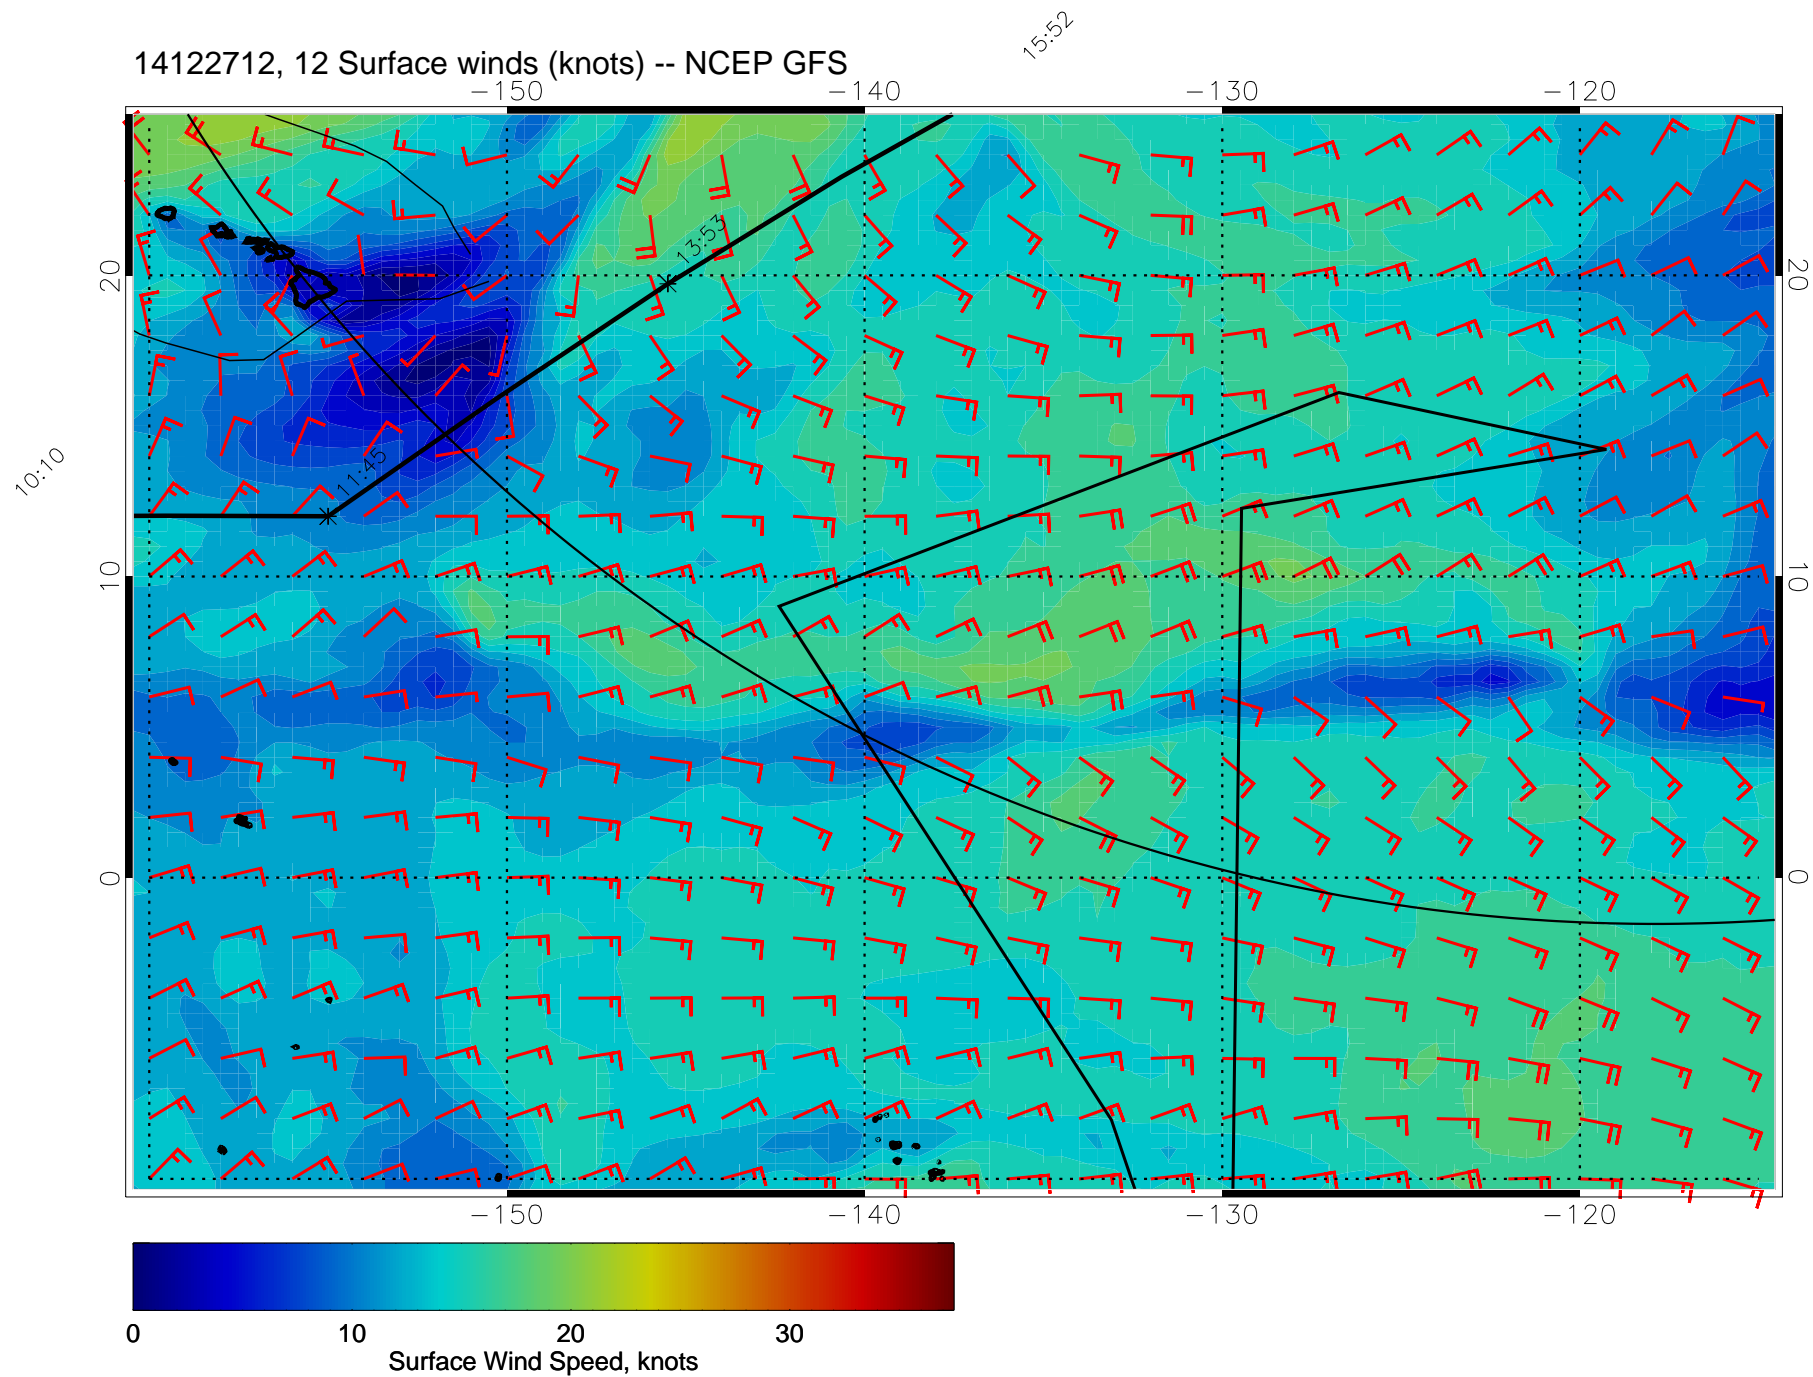 15:52
14122712, 12 Surface winds (knots) -- NCEP GFS
-150 -140 -130 -120
13:53
20 20
10:10
11:45
10 10
0 0
-150 -140 -130 -120
0 10 20 30
Surface Wind Speed, knots